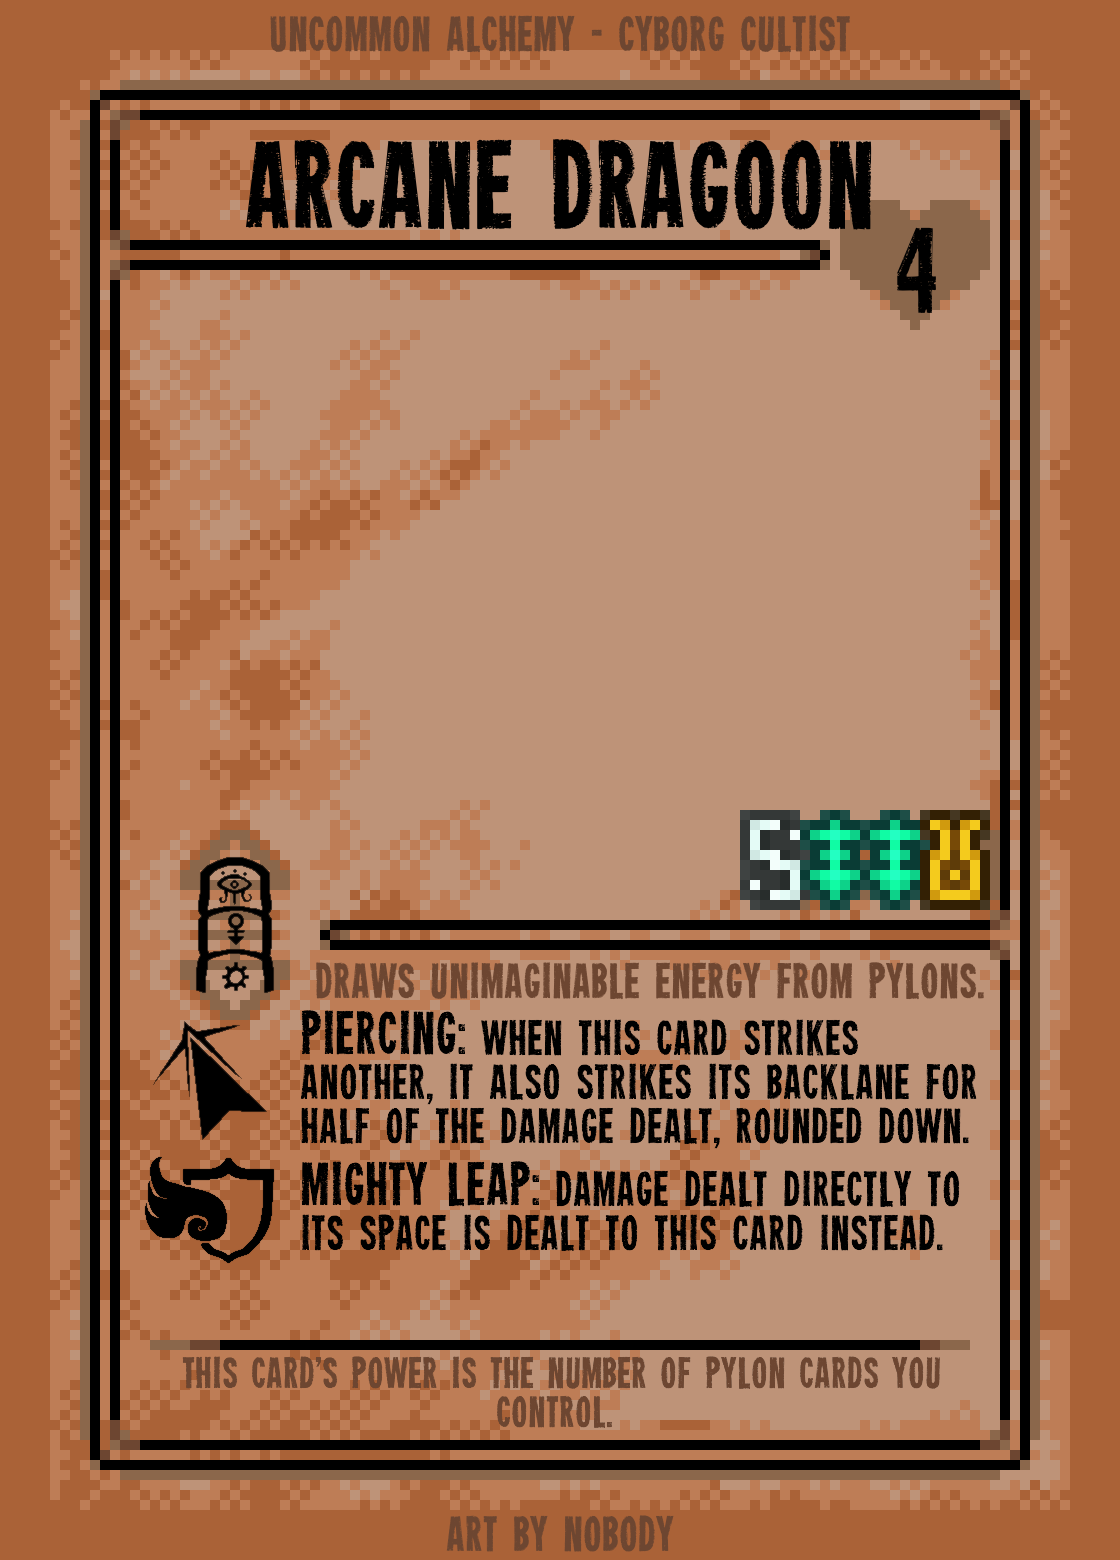 UNCOMMON ALCHEMY - CYBORG CULTIST
ARCANE DRAGOON
4
S
DRAWS UNIMAGINABLE ENERGY FROM PYLONS.
PIERCING: WHEN THIS CARD STRIKES
ANOTHER, IT ALSO STRIKES ITS BACKLANE FOR
HALF OF THE DAMAGE DEALT, ROUNDED DOWN.
MIGHTY LEAP: DAMAGE DEALT DIRECTLY TO
ITS SPACE IS DEALT TO THIS CARD INSTEAD.
THIS CARD'S POWER IS THE NUMBER OF PYLON CARDS YOU
CONTROL.
ART BY NOBODY